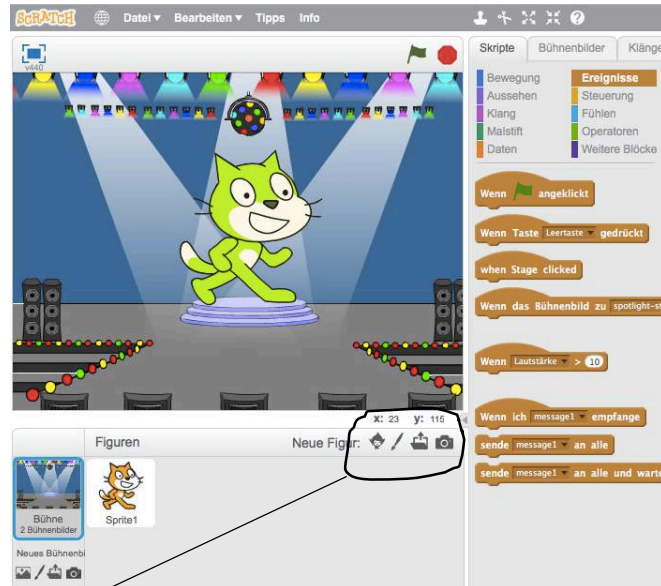 SCRATCH Datei▾ Bearbeiten▾ Tipps Info
v440
Skripte Bühnenbilder Klänge
Bewegung Ereignisse
Aussehen Steuerung
Klang Fühlen
Malstift Operatoren
Daten Weitere Blöcke
Wenn angeklickt
Wenn Taste Leertaste gedrückt
when Stage clicked
Wenn das Bühnenbild zu spotlight-st
Wenn Lautstärke > 10
Wenn ich message1 empfange
sende message1 an alle
sende message1 an alle und warte
x: 23 y: 115
Figuren Neue Figur:
Bühne
2 Bühnenbilder
Sprite1
Neues Bühnenbi